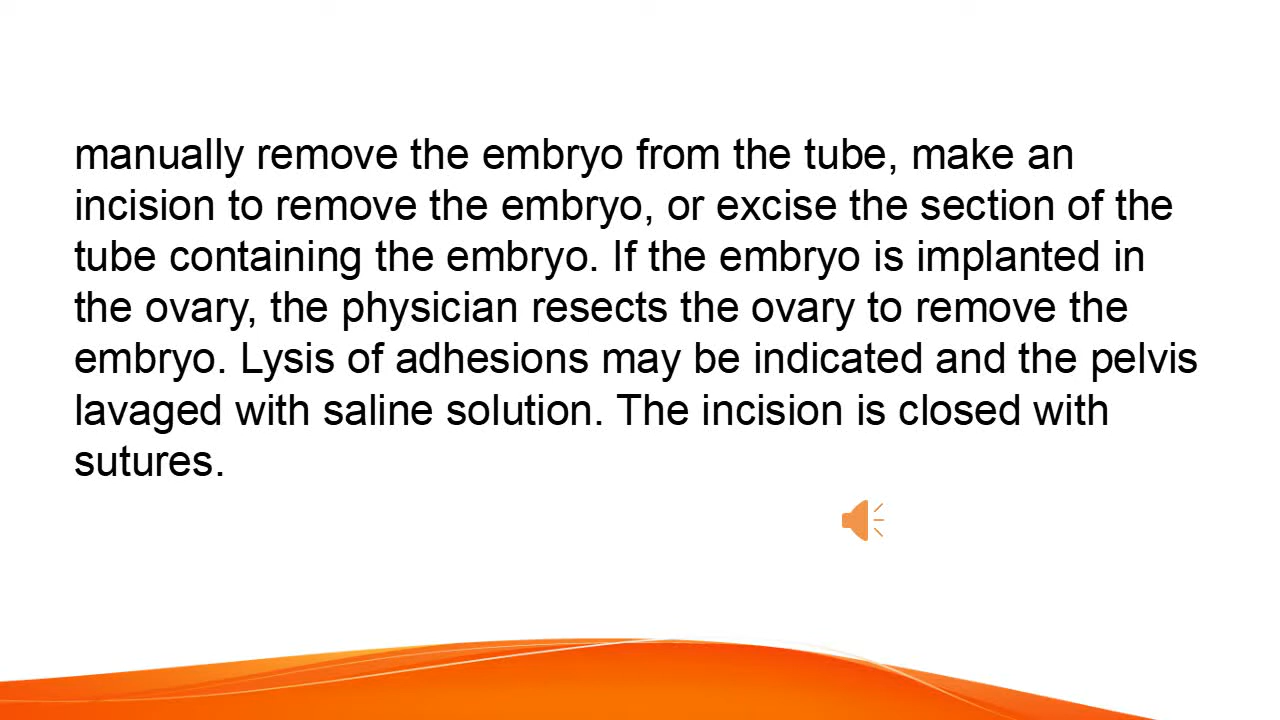 manually remove the embryo from the tube, make an
incision to remove the embryo, or excise the section of the
tube containing the embryo. If the embryo is implanted in
the ovary, the physician resects the ovary to remove the
embryo. Lysis of adhesions may be indicated and the pelvis
lavaged with saline solution. The incision is closed with
sutures.